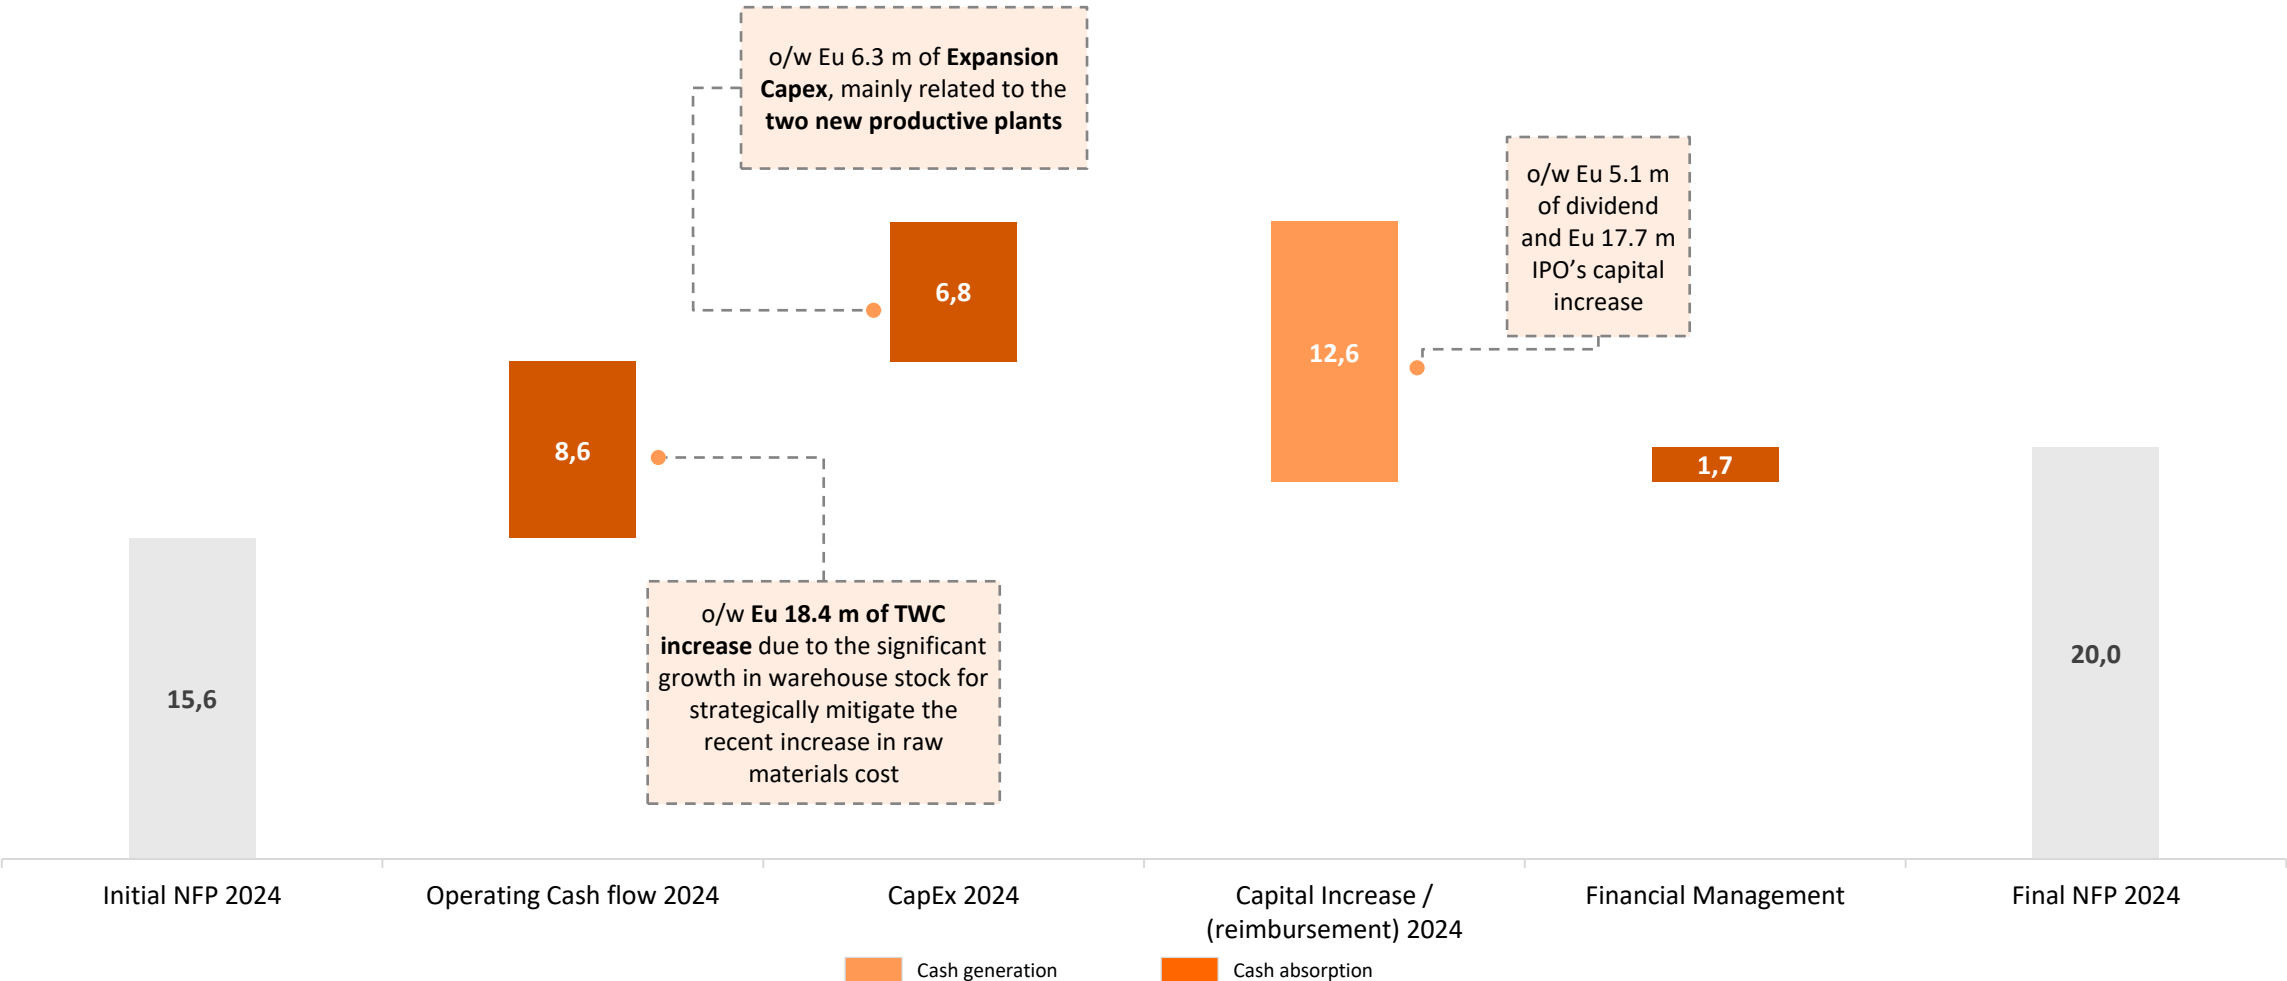 o/w Eu 6.3 m of Expansion
Capex, mainly related to the
two new productive plants
o/w Eu 5.1 m
of dividend
and Eu 17.7 m
IPO’s capital
increase
6,8
12,6
8,6
1,7
o/w Eu 18.4 m of TWC
increase due to the significant
growth in warehouse stock for
strategically mitigate the
recent increase in raw
materials cost
15,6
20,0
Initial NFP 2024
Operating Cash flow 2024
CapEx 2024
Capital Increase /
(reimbursement) 2024
Financial Management
Final NFP 2024
Cash generation
Cash absorption